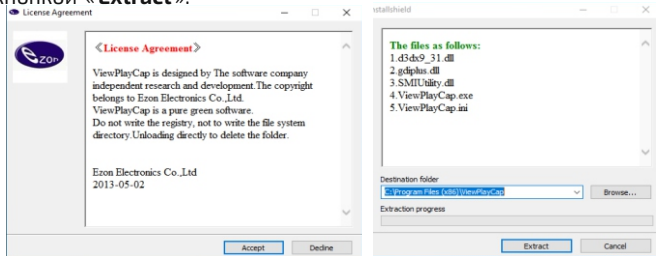 кнопкой «Extract».
License Agreement
Ezon
《License Agreement》
ViewPlayCap is designed by The software company
independent research and development.The copyright
belongs to Ezon Electronics Co.,Ltd.
ViewPlayCap is a pure green software.
Do not write the registry, not to write the file system
directory.Unloading directly to delete the folder.
Ezon Electronics Co.,Ltd
2013-05-02
Accept
Decline
nstallshield
The files as follows:
1.d3dx9_31.dll
2.gdiplus.dll
3.SMIUtility.dll
4.ViewPlayCap.exe
5.ViewPlayCap.ini
Destination folder
C:\Program Files (x86)\ViewPlayCap
Browse...
Extraction progress
Extract
Cancel